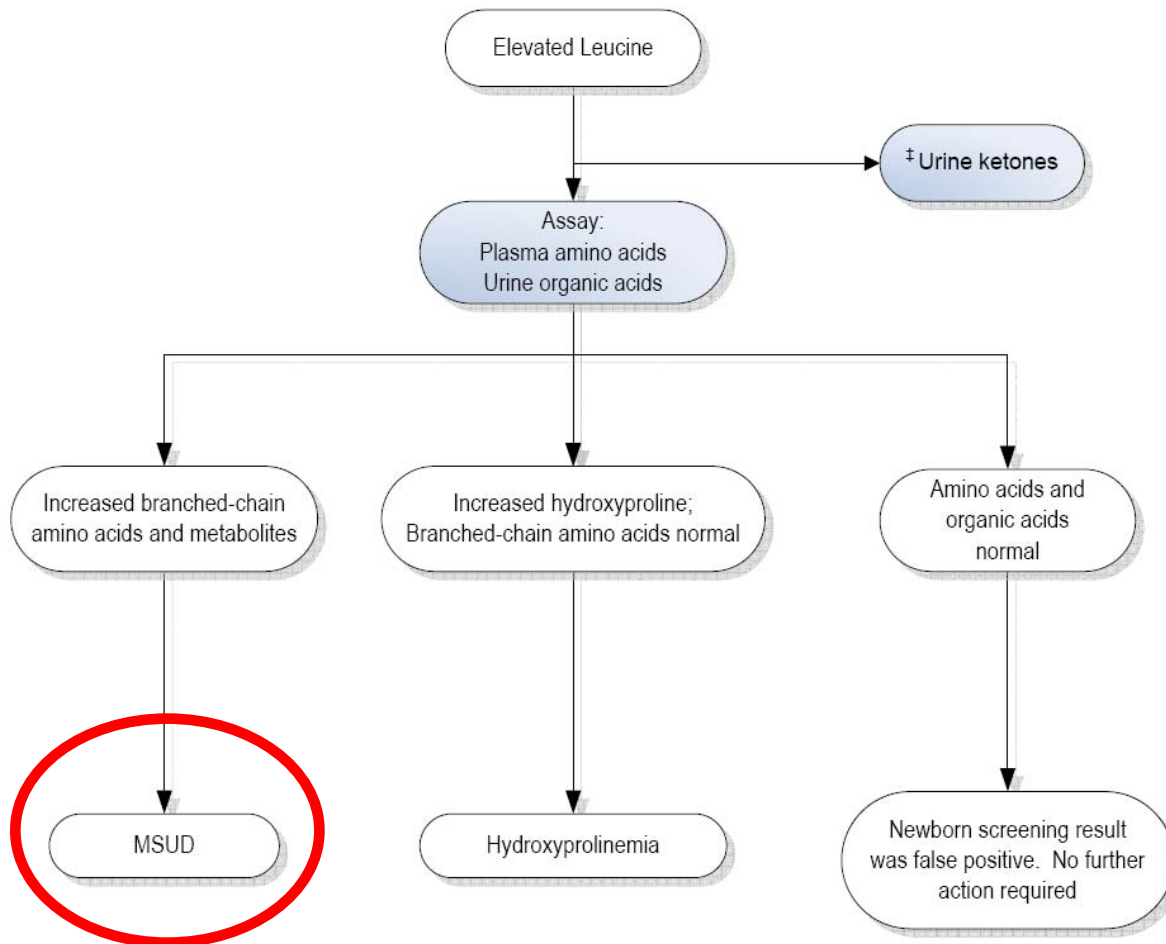 Elevated Leucine
‡ Urine ketones
Assay:
Plasma amino acids
Urine organic acids
Increased branched-chain
amino acids and metabolites
Increased hydroxyproline;
Branched-chain amino acids normal
Amino acids and
organic acids
normal
MSUD
Hydroxyprolinemia
Newborn screening result
was false positive. No further
action required